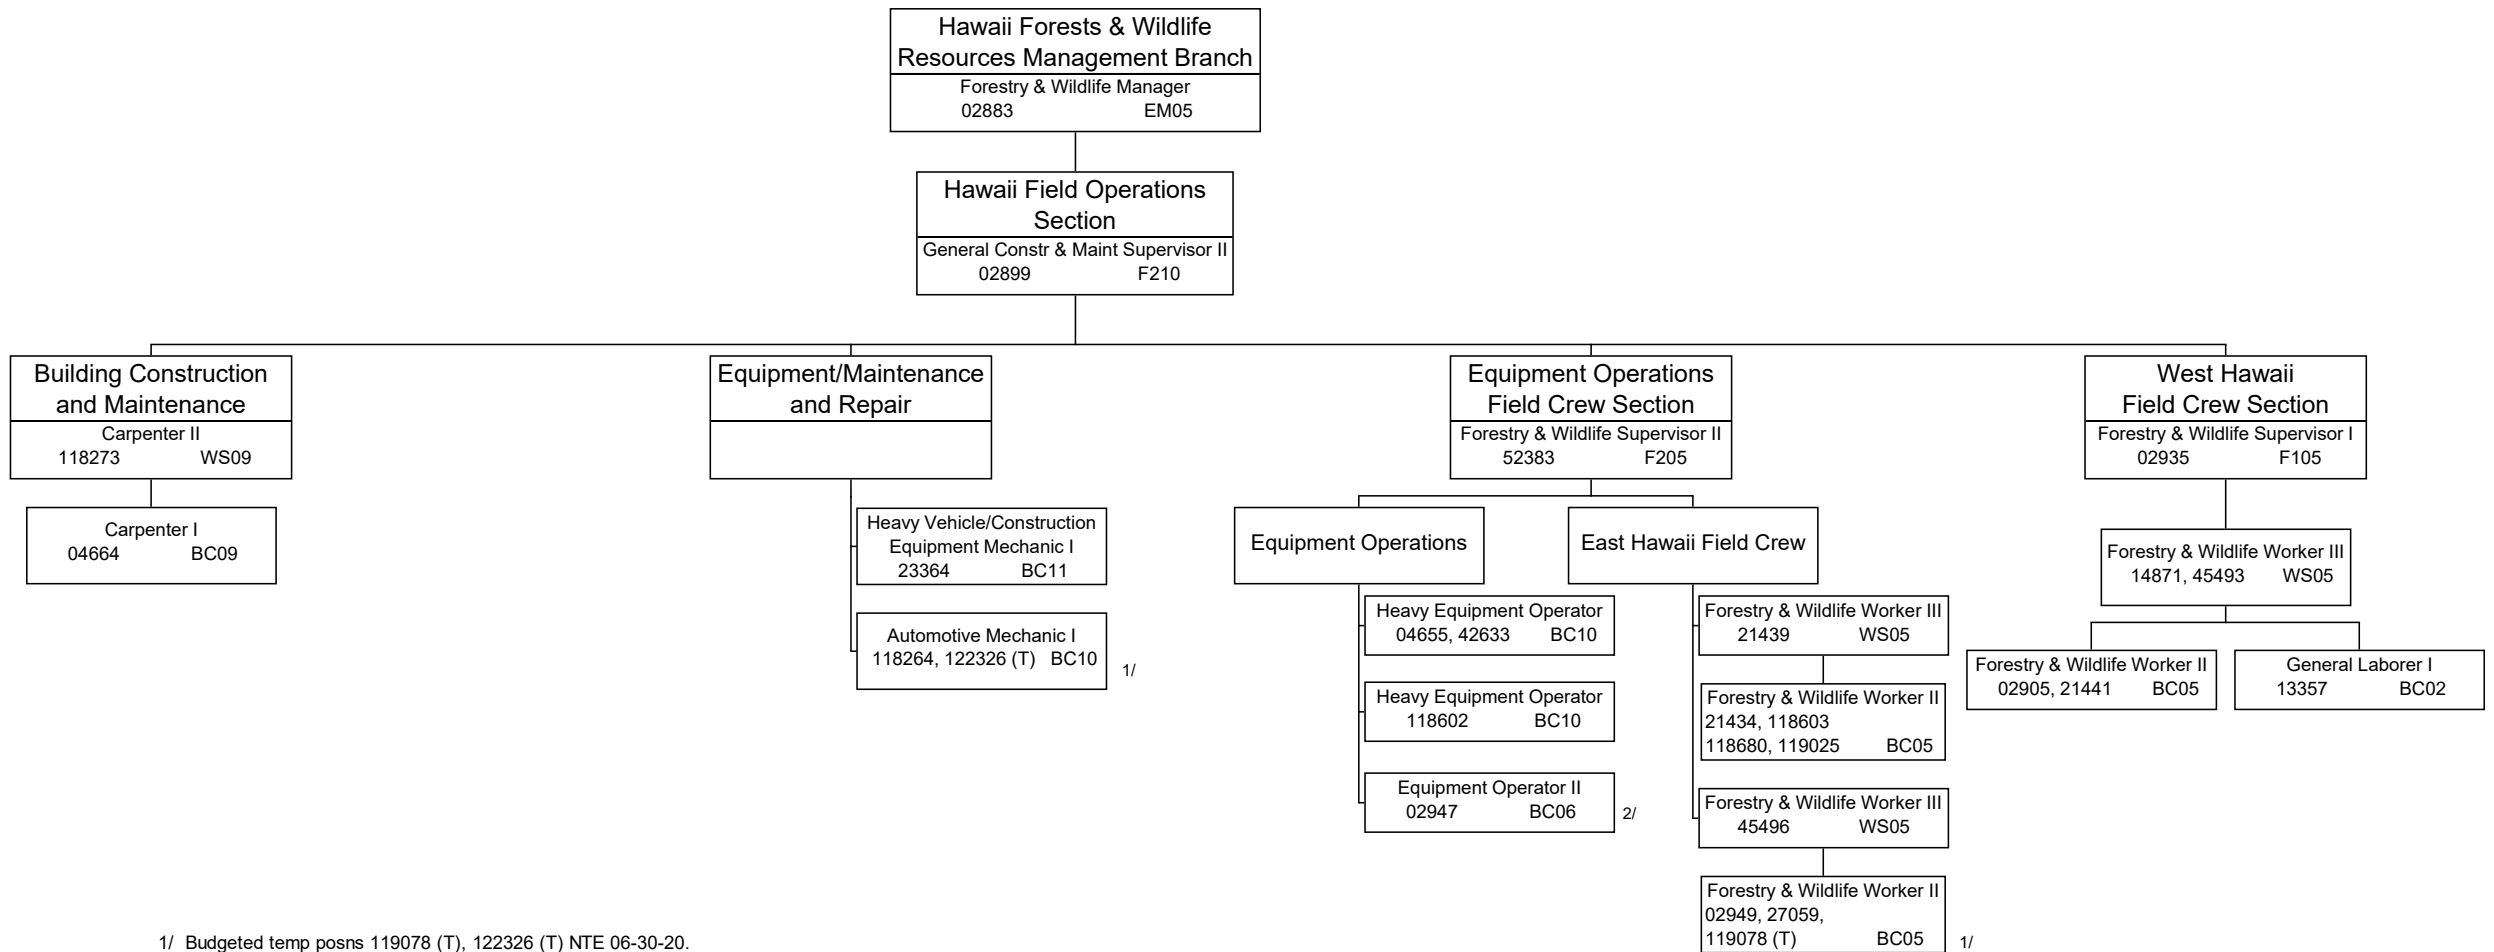 Hawaii Forests & Wildlife
Resources Management Branch
Forestry & Wildlife Manager
02883 EM05
Hawaii Field Operations
Section
General Constr & Maint Supervisor II
02899 F210
Building Construction
and Maintenance
Carpenter II
118273 WS09
Carpenter I
04664 BC09
Equipment/Maintenance
and Repair
Heavy Vehicle/Construction
Equipment Mechanic I
23364 BC11
Automotive Mechanic I
118264, 122326 (T) BC10
1/
Equipment Operations
Field Crew Section
Forestry & Wildlife Supervisor II
52383 F205
Equipment Operations
Heavy Equipment Operator
04655, 42633 BC10
Heavy Equipment Operator
118602 BC10
Equipment Operator II
02947 BC06
2/
East Hawaii Field Crew
Forestry & Wildlife Worker III
21439 WS05
Forestry & Wildlife Worker II
21434, 118603
118680, 119025 BC05
Forestry & Wildlife Worker III
45496 WS05
Forestry & Wildlife Worker II
02949, 27059,
119078 (T) BC05
1/
West Hawaii
Field Crew Section
Forestry & Wildlife Supervisor I
02935 F105
Forestry & Wildlife Worker III
14871, 45493 WS05
Forestry & Wildlife Worker II
02905, 21441 BC05
General Laborer I
13357 BC02
1/ Budgeted temp posns 119078 (T), 122326 (T) NTE 06-30-20.